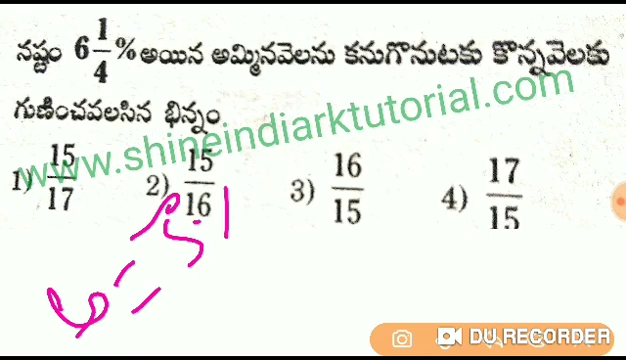 నష్టం 6 1/4 % అయిన అమ్మినవెలను కనుగొనుటకు కొన్నవెలకు
గుణించవలసిన భిన్నం
www.shineindiarktutorial.com
1) 15/17 2) 15/16 3) 16/15 4) 17/15
DU RECORDER